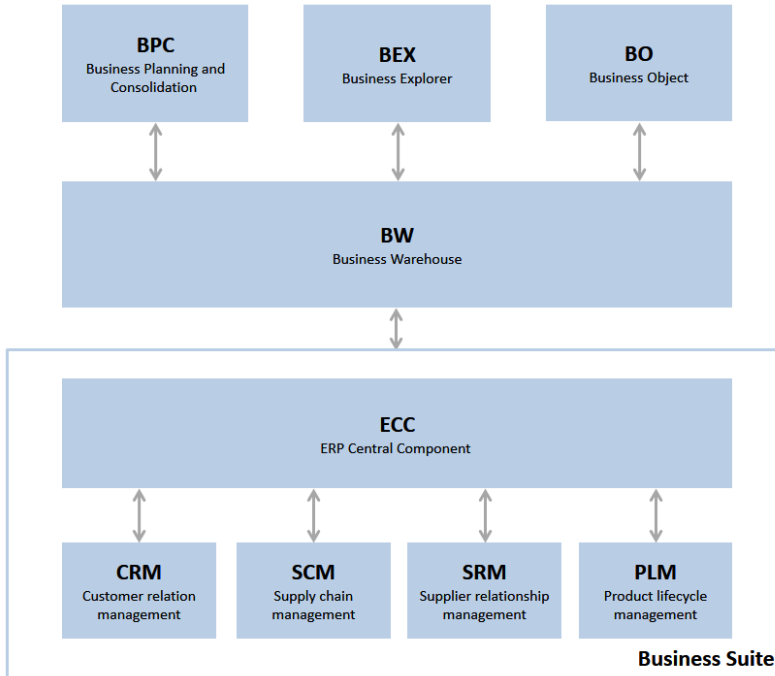 BPC
Business Planning and
Consolidation
BEX
Business Explorer
BO
Business Object
BW
Business Warehouse
ECC
ERP Central Component
CRM
Customer relation
management
SCM
Supply chain
management
SRM
Supplier relationship
management
PLM
Product lifecycle
management
Business Suite